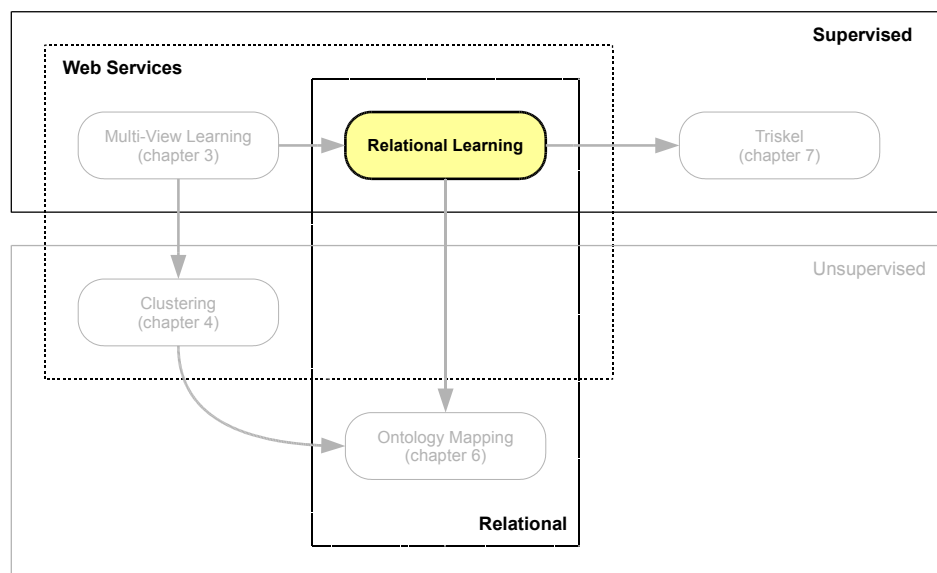 Supervised
Web Services
Multi-View Learning
(chapter 3)
Relational Learning
Triskel
(chapter 7)
Unsupervised
Clustering
(chapter 4)
Ontology Mapping
(chapter 6)
Relational